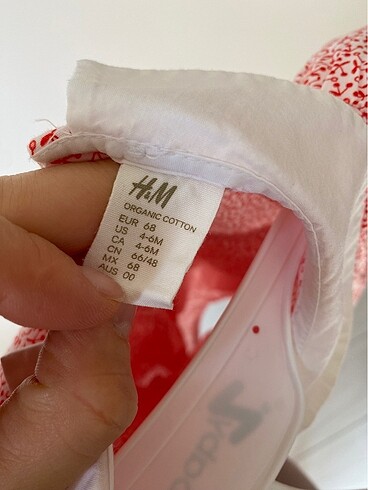 H&M
ORGANIC COTTON
EUR 68
US 4-6M
CA 4-6M
CN 66/48
MX 68
AUS 00